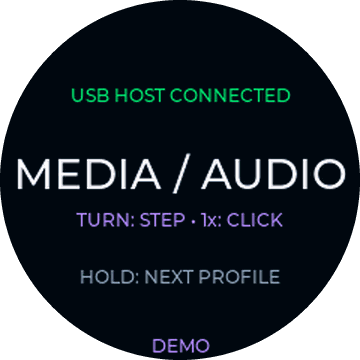 USB HOST CONNECTED
MEDIA / AUDIO
TURN: STEP • 1x: CLICK
HOLD: NEXT PROFILE
DEMO